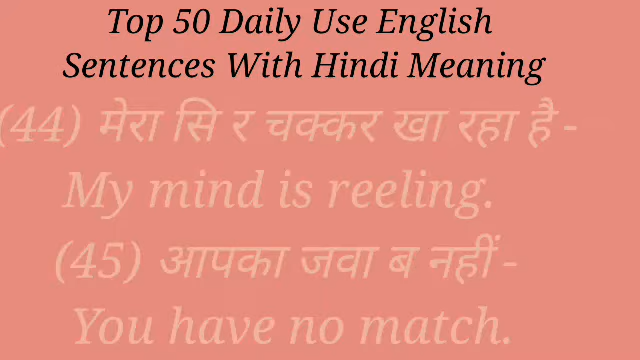 Top 50 Daily Use English
Sentences With Hindi Meaning
(44) मेरा सि र चक्कर खा रहा है -
My mind is reeling.
(45) आपका जवा ब नहीं -
You have no match.